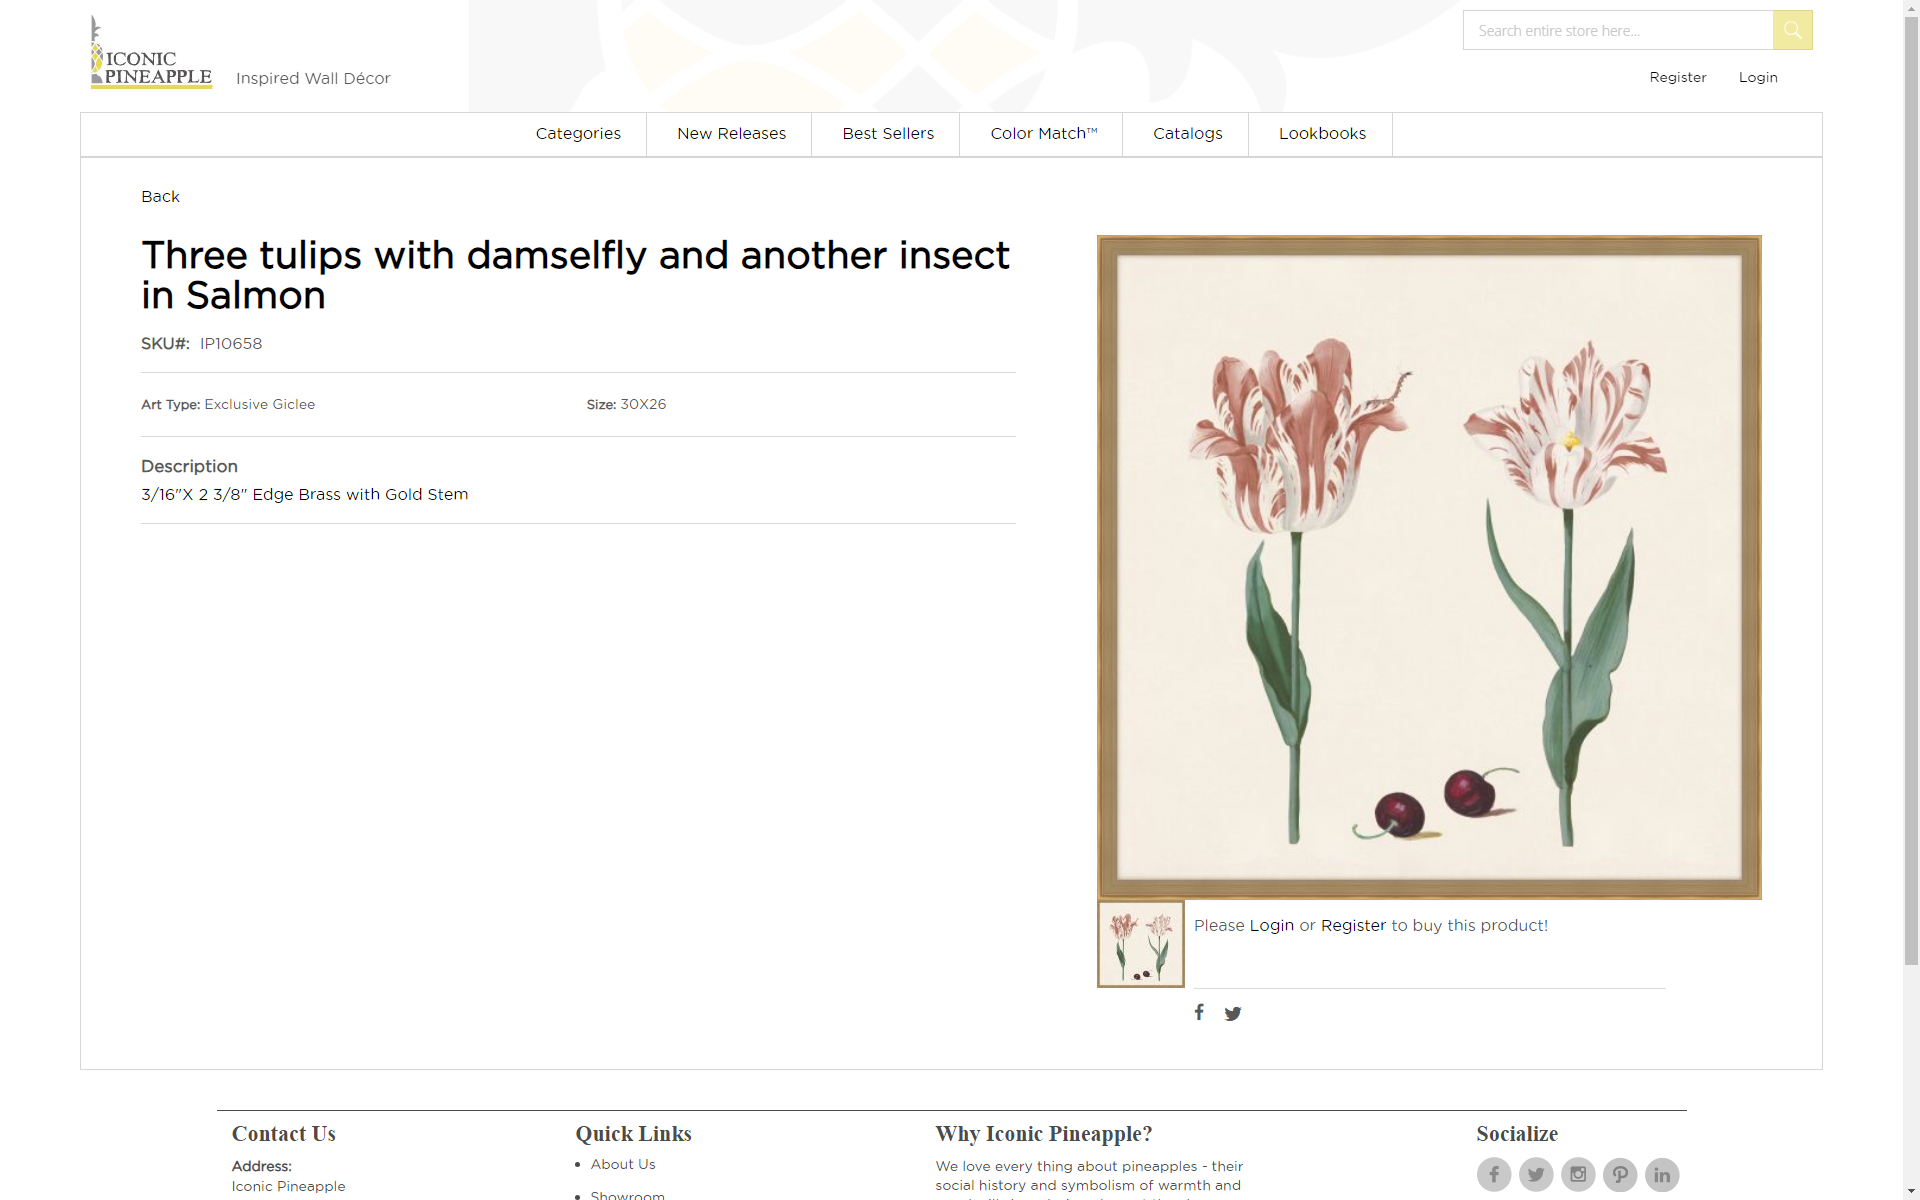 ICONIC
PINEAPPLE
Inspired Wall Décor
Search entire store here...
Register
Login
Categories
New Releases
Best Sellers
Color Match™
Catalogs
Lookbooks
Back
Three tulips with damselfly and another insect
in Salmon
SKU#: IP10658
Art Type: Exclusive Giclee
Size: 30X26
Description
3/16"X 2 3/8" Edge Brass with Gold Stem
Please Login or Register to buy this product!
Contact Us
Address:
Iconic Pineapple
Quick Links
About Us
Showroom
Why Iconic Pineapple?
We love every thing about pineapples - their
social history and symbolism of warmth and
Socialize